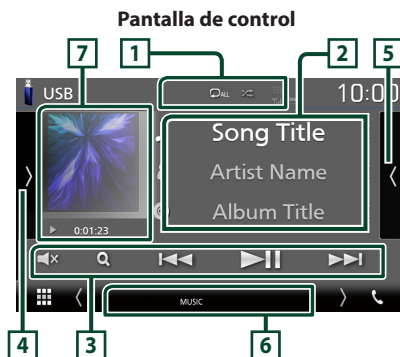 Pantalla de control
7 1 2 5
USB ALL 10:00
Song Title
Artist Name
Album Title
0:01:23
MUSIC
4 3 6